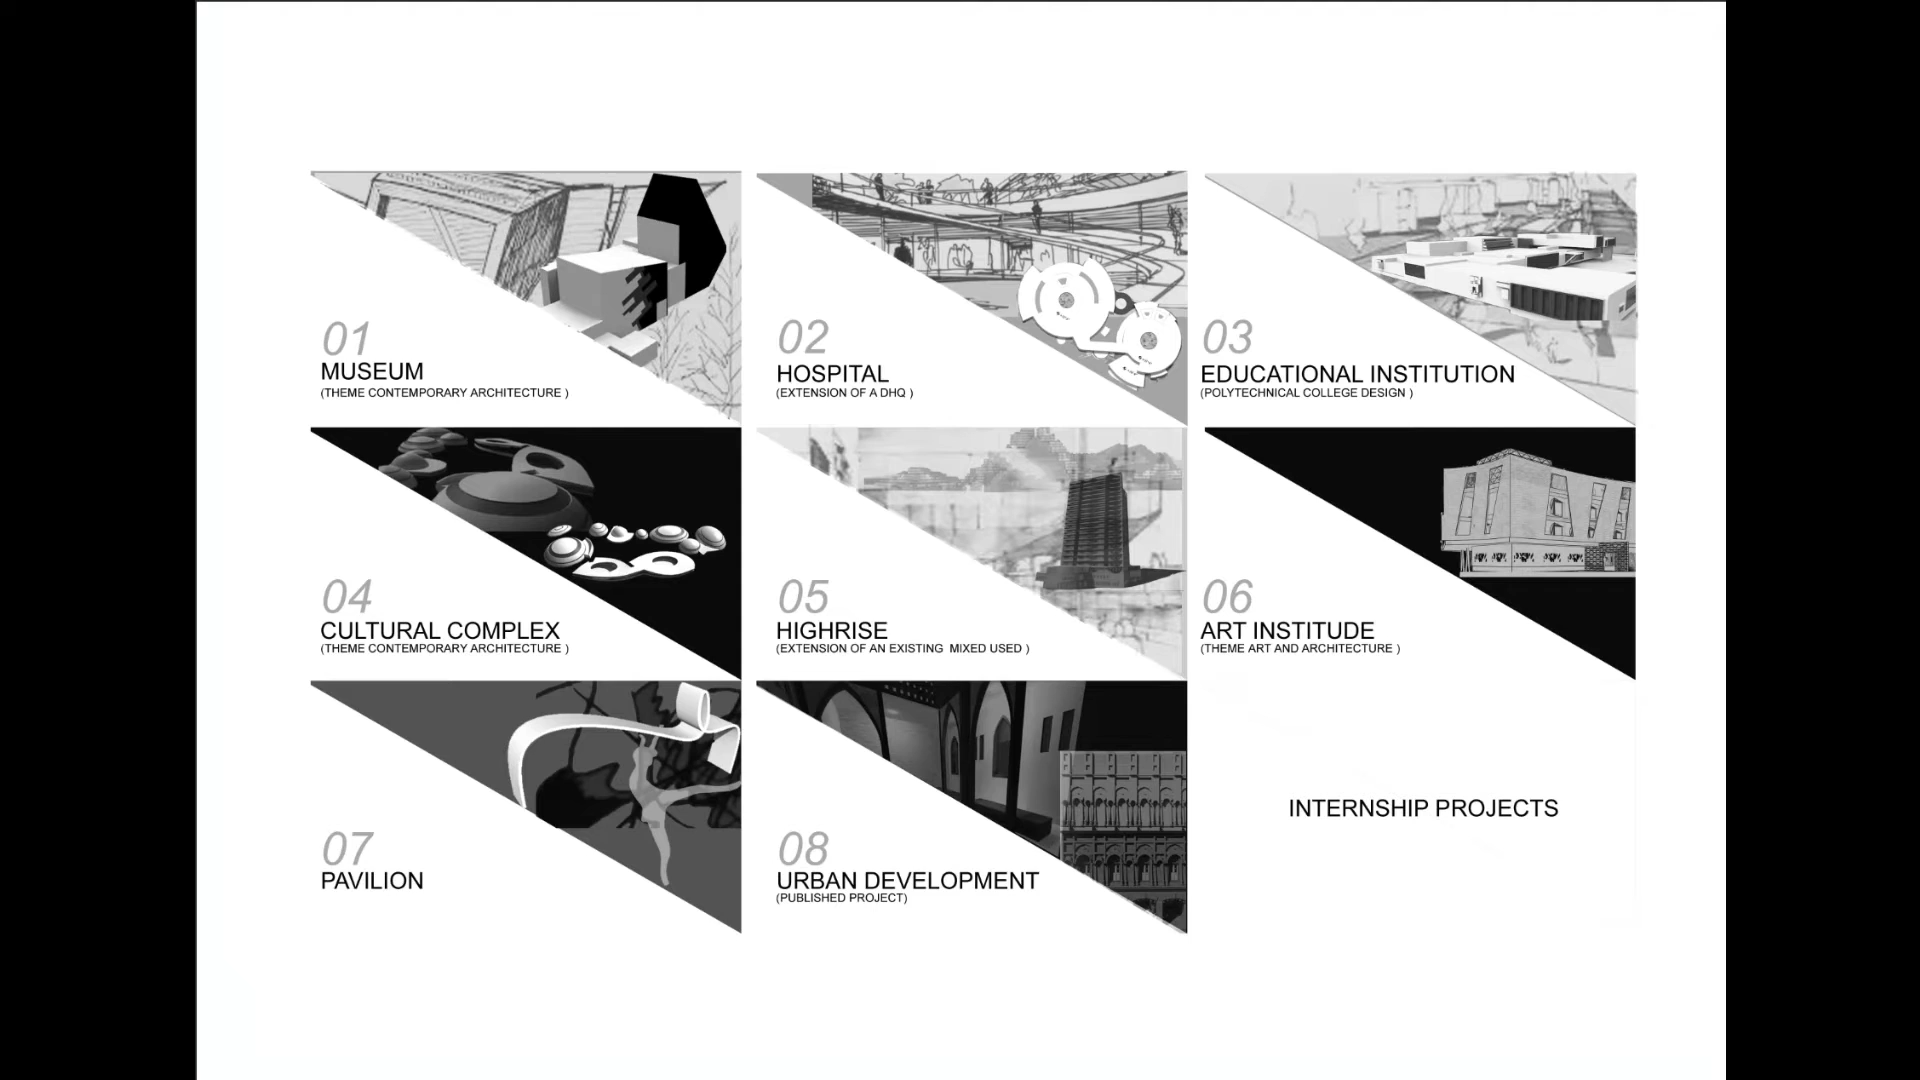 01
MUSEUM
(THEME CONTEMPORARY ARCHITECTURE )
02
HOSPITAL
(EXTENSION OF A DHQ )
03
EDUCATIONAL INSTITUTION
(POLYTECHNICAL COLLEGE DESIGN )
04
CULTURAL COMPLEX
(THEME CONTEMPORARY ARCHITECTURE )
05
HIGHRISE
(EXTENSION OF AN EXISTING  MIXED USED )
06
ART INSTITUDE
(THEME ART AND ARCHITECTURE )
07
PAVILION
08
URBAN DEVELOPMENT
(PUBLISHED PROJECT)
INTERNSHIP PROJECTS